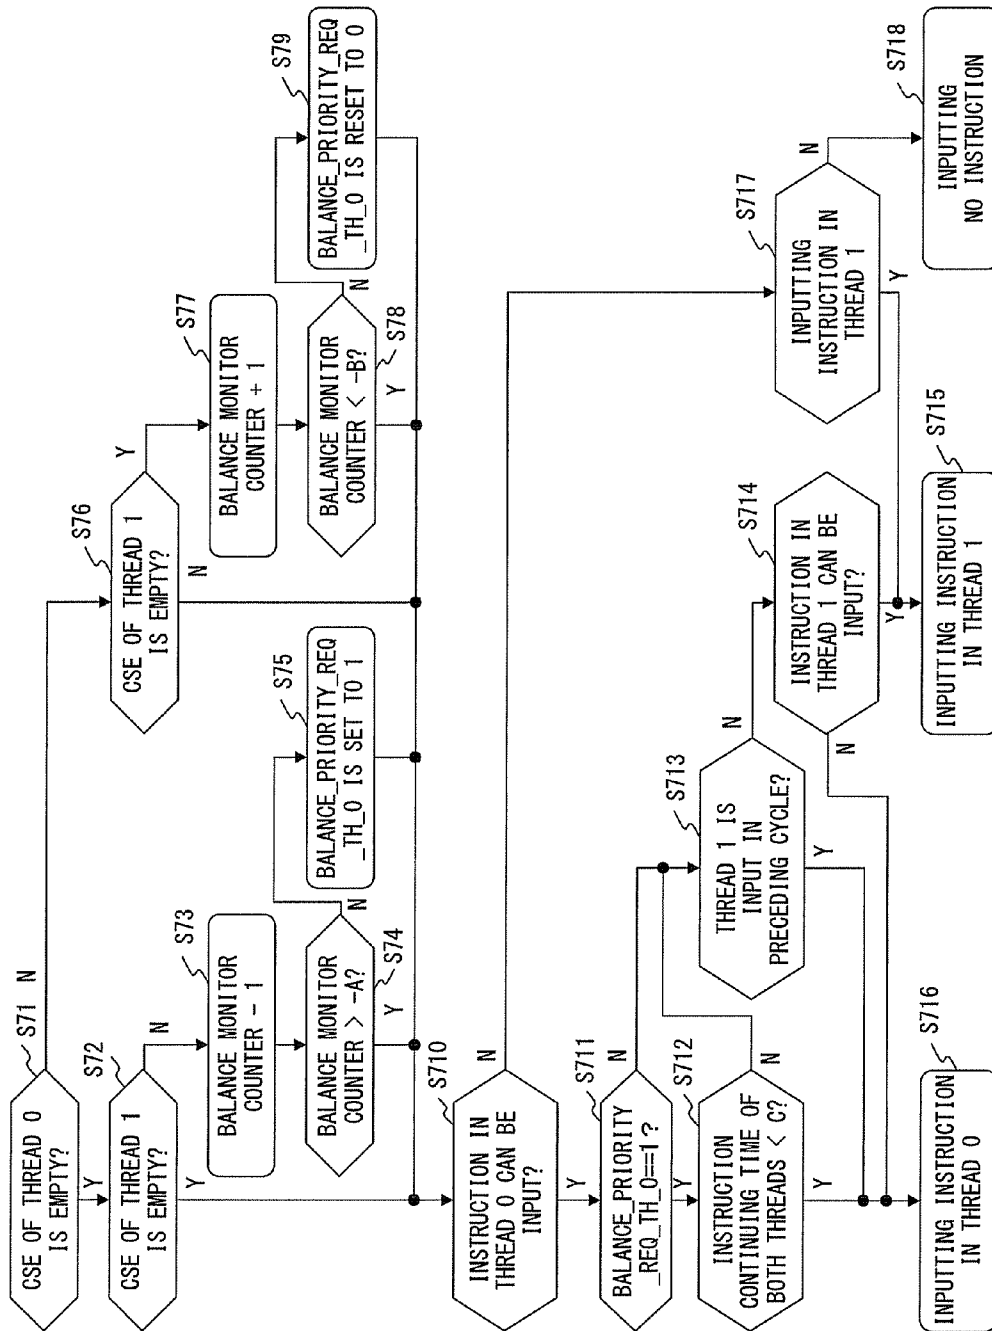 S71
CSE OF THREAD 0
IS EMPTY?
N
Y
S72
CSE OF THREAD 1
IS EMPTY?
N
Y
S73
BALANCE MONITOR
COUNTER - 1
S74
BALANCE MONITOR
COUNTER > -A?
N
Y
S75
BALANCE_PRIORITY_REQ
_TH_0 IS SET TO 1
S76
CSE OF THREAD 1
IS EMPTY?
Y
N
S77
BALANCE MONITOR
COUNTER + 1
S78
BALANCE MONITOR
COUNTER < -B?
N
Y
S79
BALANCE_PRIORITY_REQ
_TH_0 IS RESET TO 0
S710
INSTRUCTION IN
THREAD 0 CAN BE
INPUT?
N
Y
S711
BALANCE_PRIORITY
_REQ_TH_0==1?
N
Y
S712
INSTRUCTION
CONTINUING TIME OF
BOTH THREADS < C?
N
Y
S713
THREAD 1 IS
INPUT IN
PRECEDING CYCLE?
N
Y
S714
INSTRUCTION IN
THREAD 1 CAN BE
INPUT?
N
Y
S717
INPUTTING
INSTRUCTION IN
THREAD 1
N
Y
S716
INPUTTING INSTRUCTION
IN THREAD 0
S715
INPUTTING INSTRUCTION
IN THREAD 1
S718
INPUTTING
NO INSTRUCTION